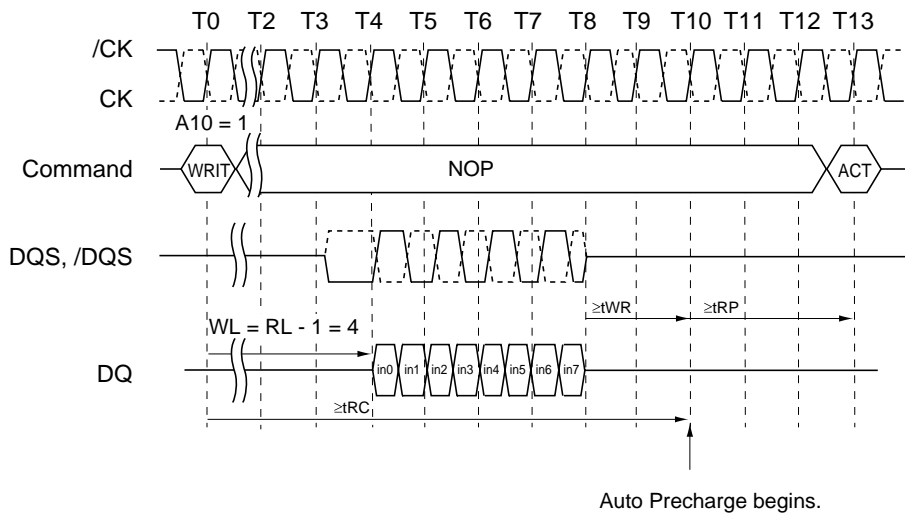 T0 T2 T3 T4 T5 T6 T7 T8 T9 T10 T11 T12 T13
/CK
CK
A10 = 1
Command WRIT NOP ACT
DQS, /DQS
≥tWR ≥tRP
WL = RL - 1 = 4
DQ in0 in1 in2 in3 in4 in5 in6 in7
≥tRC
Auto Precharge begins.